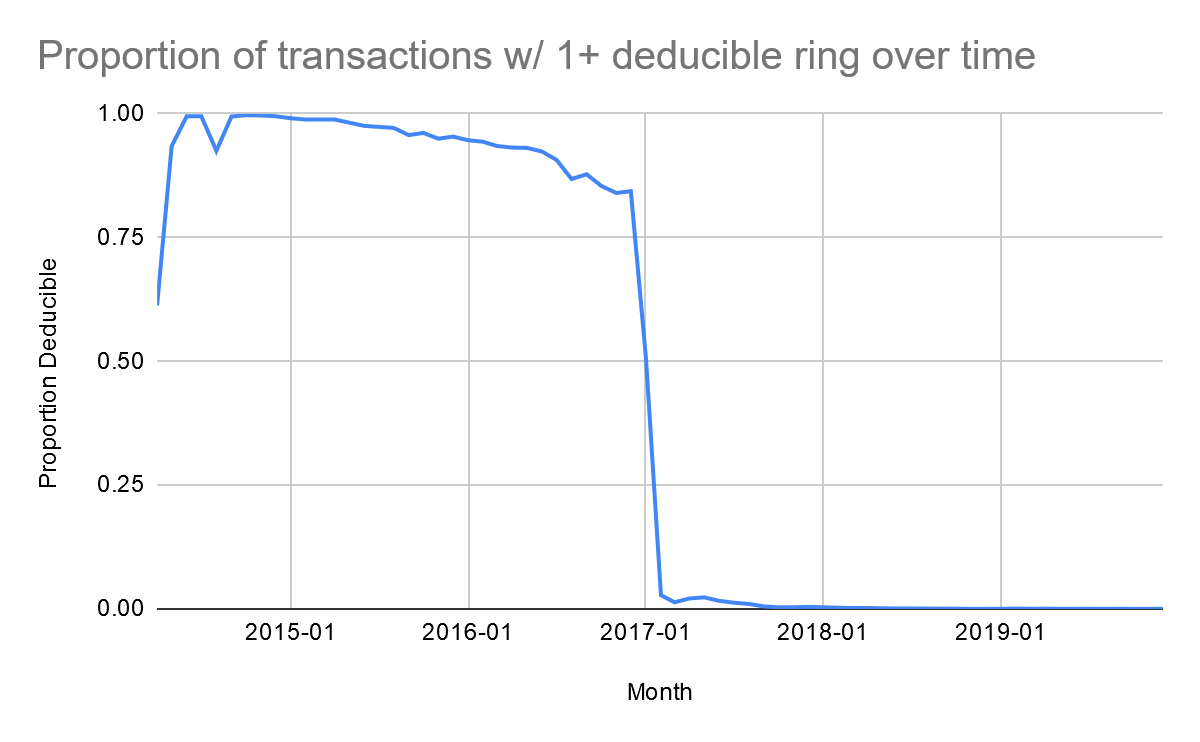 Proportion of transactions w/ 1+ deducible ring over time
1.00
0.75
0.50
0.25
0.00
Proportion Deducible
2015-01 2016-01 2017-01 2018-01 2019-01
Month